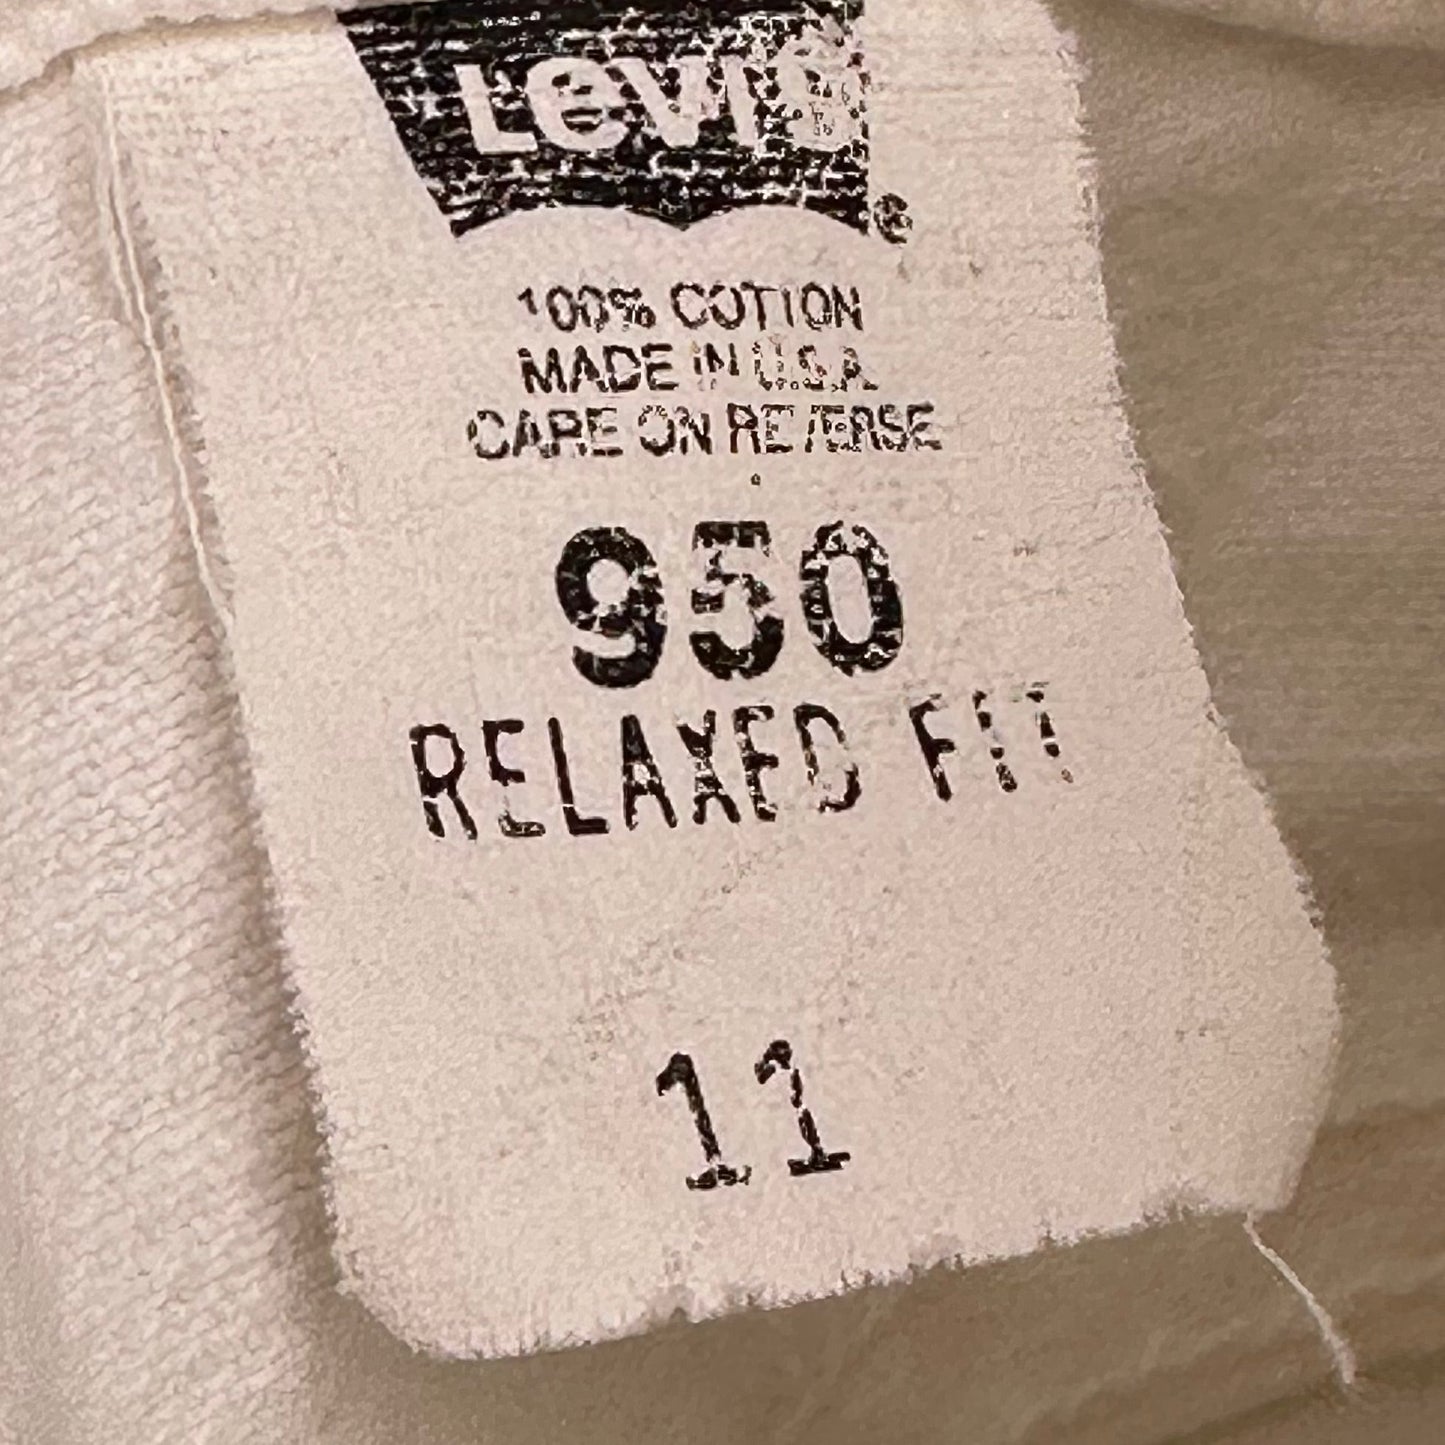 Levi's ®
100% COTTON
MADE IN U.S.A.
CARE ON REVERSE
950
RELAXED FIT
11